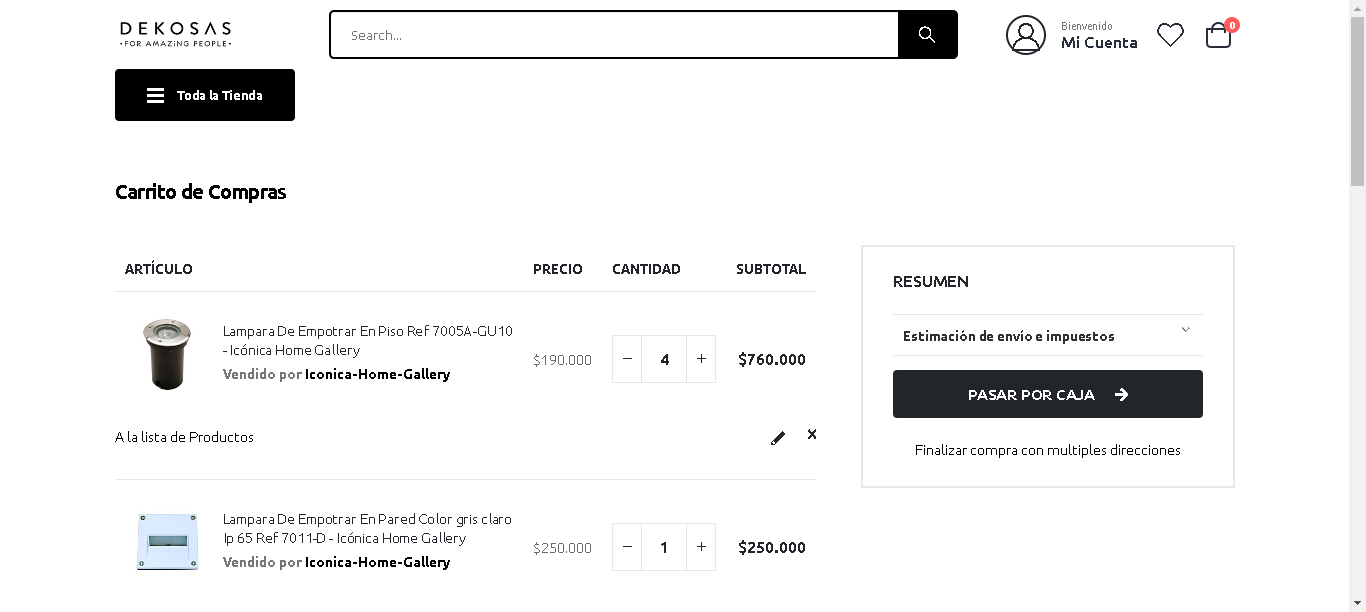 DEKOSAS
•FOR AMAZING PEOPLE•
Search...
Bienvenido
Mi Cuenta
0
Toda la Tienda
Carrito de Compras
ARTÍCULO PRECIO CANTIDAD SUBTOTAL
Lampara De Empotrar En Piso Ref 7005A-GU10
- Icónica Home Gallery
Vendido por Iconica-Home-Gallery
$190.000 − 4 + $760.000
A la lista de Productos
Lampara De Empotrar En Pared Color gris claro
Ip 65 Ref 7011-D - Icónica Home Gallery
Vendido por Iconica-Home-Gallery
$250.000 − 1 + $250.000
RESUMEN
Estimación de envío e impuestos
PASAR POR CAJA
Finalizar compra con multiples direcciones